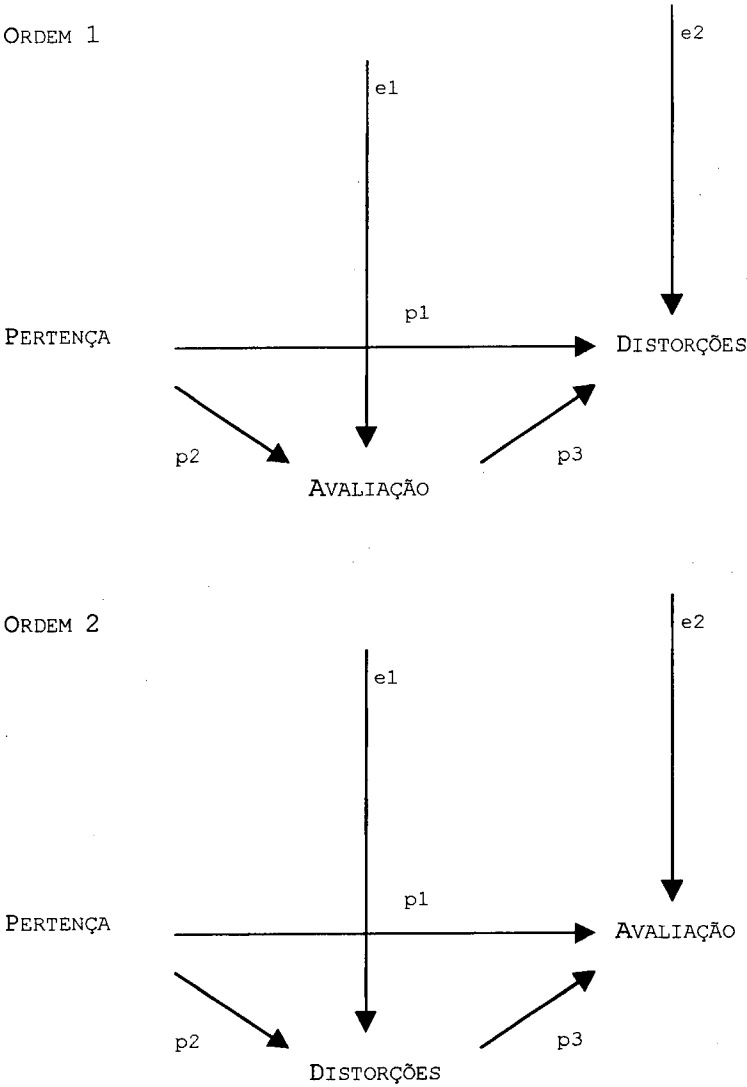 ORDEM 1
e2
e1
p1
PERTENÇA
DISTORÇÕES
p2
p3
AVALIAÇÃO
ORDEM 2
e2
e1
p1
PERTENÇA
AVALIAÇÃO
p2
p3
DISTORÇÕES